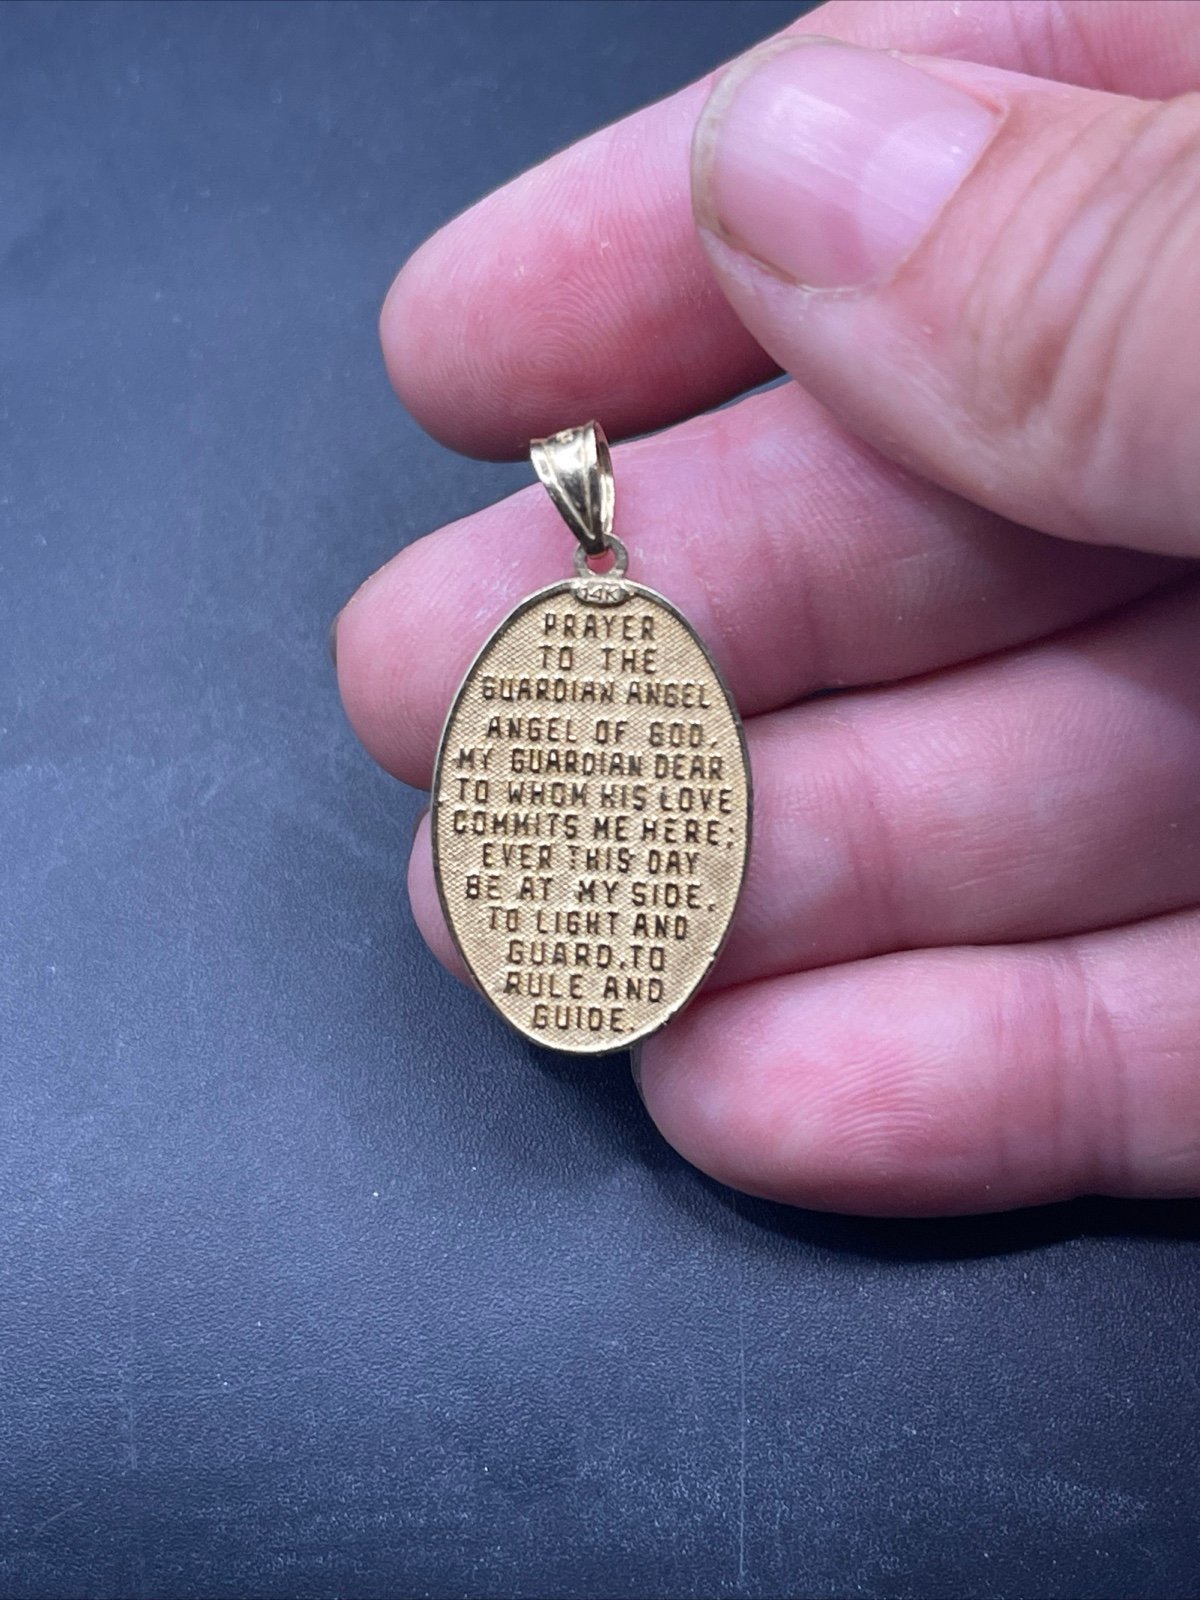 14K
PRAYER
TO THE
GUARDIAN ANGEL
ANGEL OF GOD,
MY GUARDIAN DEAR
TO WHOM HIS LOVE
COMMITS ME HERE;
EVER THIS DAY
BE AT MY SIDE,
TO LIGHT AND
GUARD,TO
RULE AND
GUIDE.